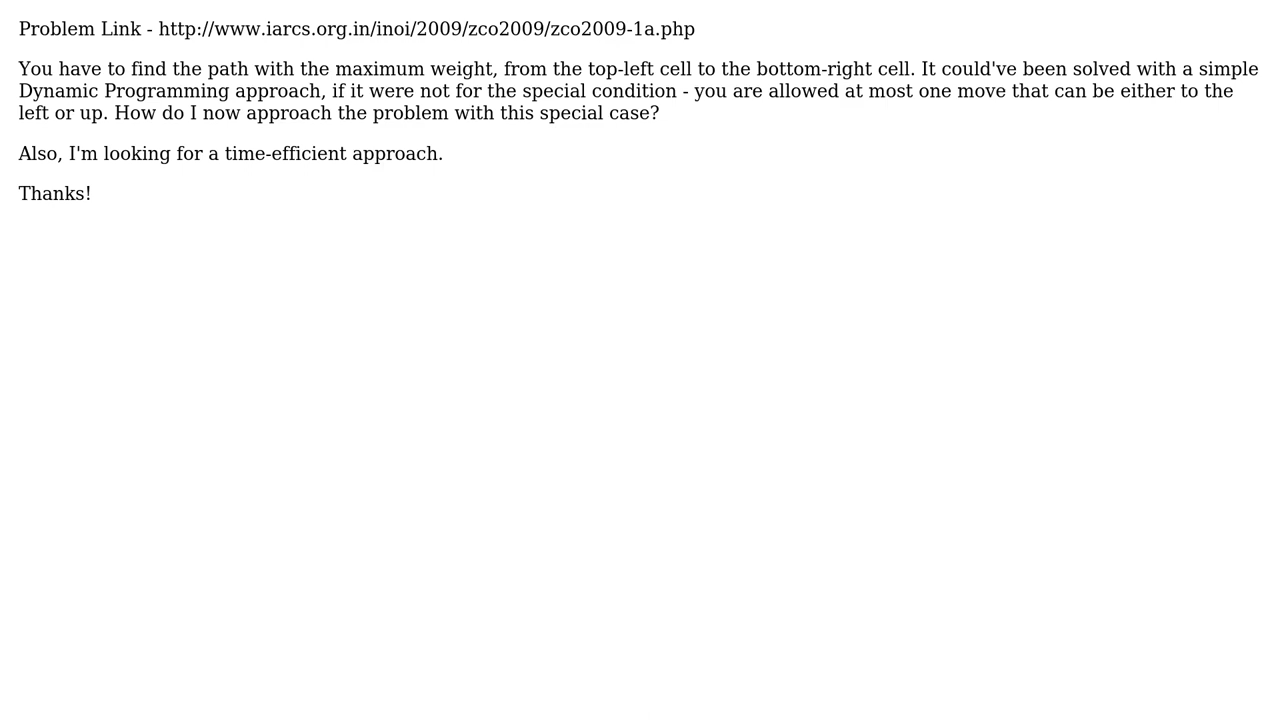 Problem Link - http://www.iarcs.org.in/inoi/2009/zco2009/zco2009-1a.php
You have to find the path with the maximum weight, from the top-left cell to the bottom-right cell. It could've been solved with a simple
Dynamic Programming approach, if it were not for the special condition - you are allowed at most one move that can be either to the
left or up. How do I now approach the problem with this special case?
Also, I'm looking for a time-efficient approach.
Thanks!